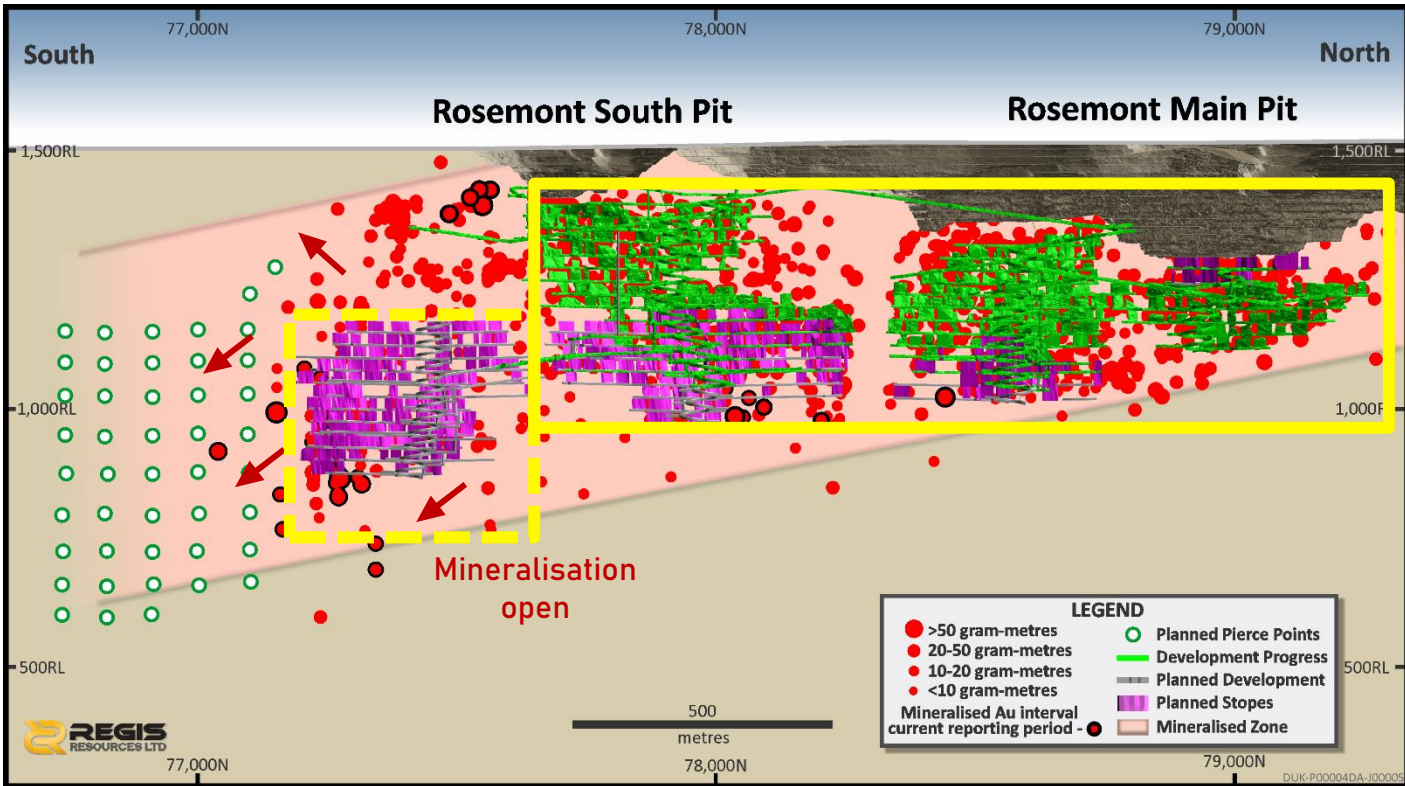 77,000N
78,000N
79,000N
South
North
Rosemont South Pit
Rosemont Main Pit
1,500RL
1,500RL
1,000RL
1,000R
Mineralisation
open
500RL
500RL
LEGEND
>50 gram-metres
20-50 gram-metres
10-20 gram-metres
<10 gram-metres
Mineralised Au interval
current reporting period -
Planned Pierce Points
Development Progress
Planned Development
Planned Stopes
Mineralised Zone
REGIS
RESOURCES LTD
500
metres
77,000N
78,000N
79,000N
DUK-P00004DA-J00005